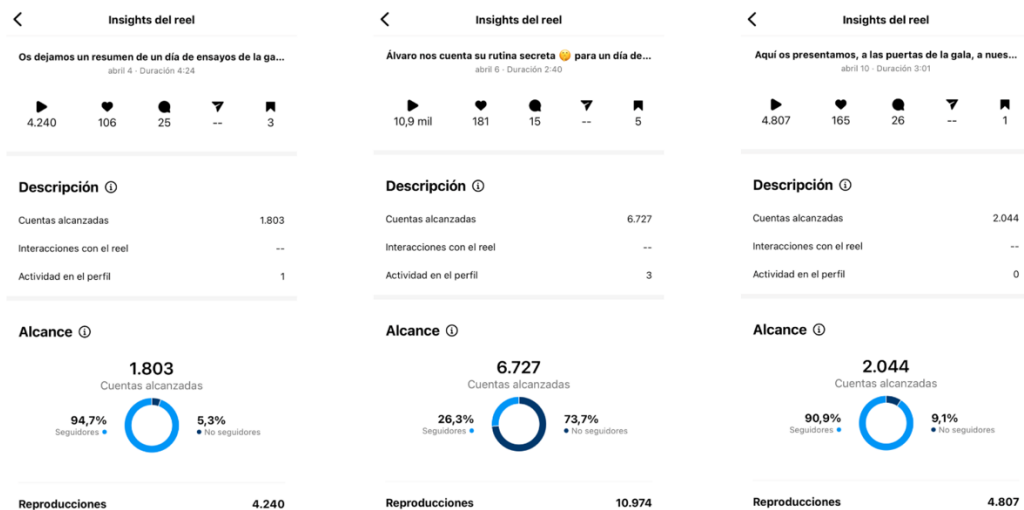 Insights del reel
Os dejamos un resumen de un día de ensayos de la ga...
abril 4 · Duración 4:24
4.240 106 25 -- 3
Descripción
Cuentas alcanzadas 1.803
Interacciones con el reel --
Actividad en el perfil 1
Alcance
1.803
Cuentas alcanzadas
94,7% 5,3%
Seguidores No seguidores
Reproducciones 4.240
Insights del reel
Álvaro nos cuenta su rutina secreta 🤫 para un día de...
abril 6 · Duración 2:40
10,9 mil 181 15 -- 5
Descripción
Cuentas alcanzadas 6.727
Interacciones con el reel --
Actividad en el perfil 3
Alcance
6.727
Cuentas alcanzadas
26,3% 73,7%
Seguidores No seguidores
Reproducciones 10.974
Insights del reel
Aquí os presentamos, a las puertas de la gala, a nues...
abril 10 · Duración 3:01
4.807 165 26 -- 1
Descripción
Cuentas alcanzadas 2.044
Interacciones con el reel --
Actividad en el perfil 0
Alcance
2.044
Cuentas alcanzadas
90,9% 9,1%
Seguidores No seguidores
Reproducciones 4.807